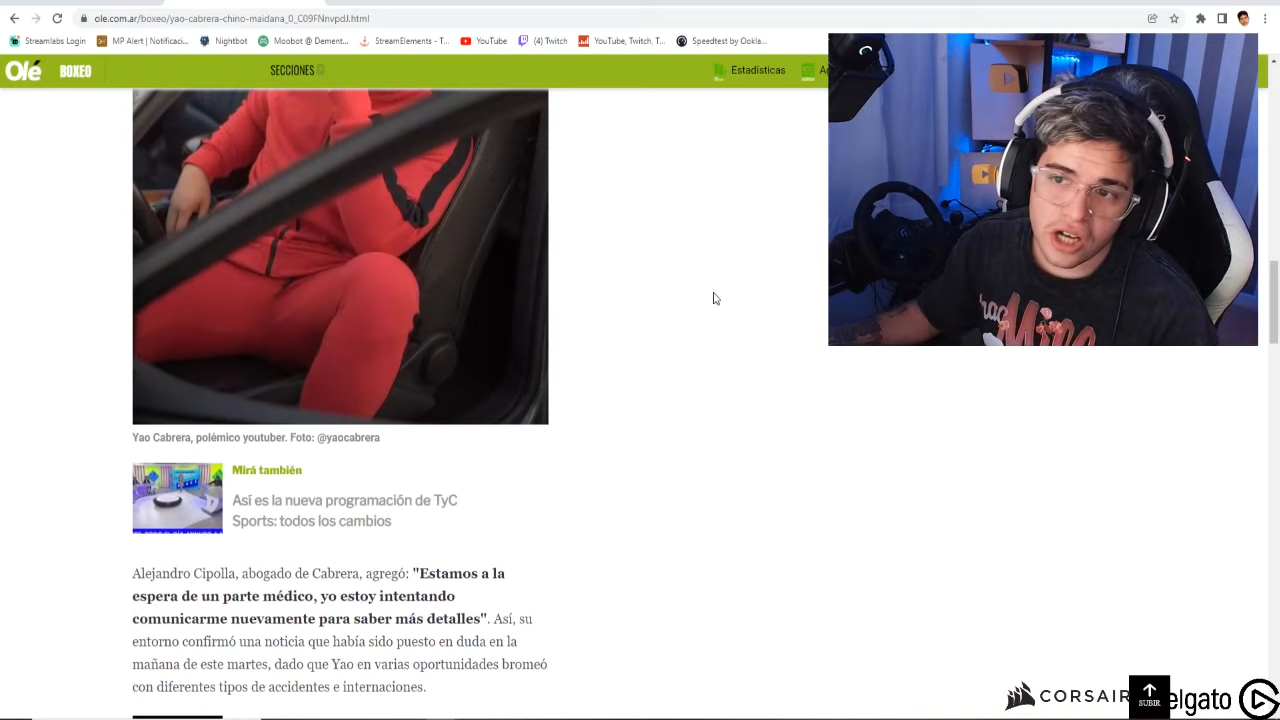 ole.com.ar/boxeo/yao-cabrera-chino-maidana_0_C09FNnvpdJ.html
Streamlabs Login MP Alert | Notificaci... Nightbot Moobot @ Dement... StreamElements - T... YouTube (4) Twitch YouTube, Twitch, T... Speedtest by Ookla...
Olé BOXEO SECCIONES Estadísticas
Yao Cabrera, polémico youtuber. Foto: @yaocabrera
Mirá también
Así es la nueva programación de TyC
Sports: todos los cambios
Alejandro Cipolla, abogado de Cabrera, agregó: "Estamos a la
espera de un parte médico, yo estoy intentando
comunicarme nuevamente para saber más detalles". Así, su
entorno confirmó una noticia que había sido puesto en duda en la
mañana de este martes, dado que Yao en varias oportunidades bromeó
con diferentes tipos de accidentes e internaciones.
CORSAIR SUBIR elgato